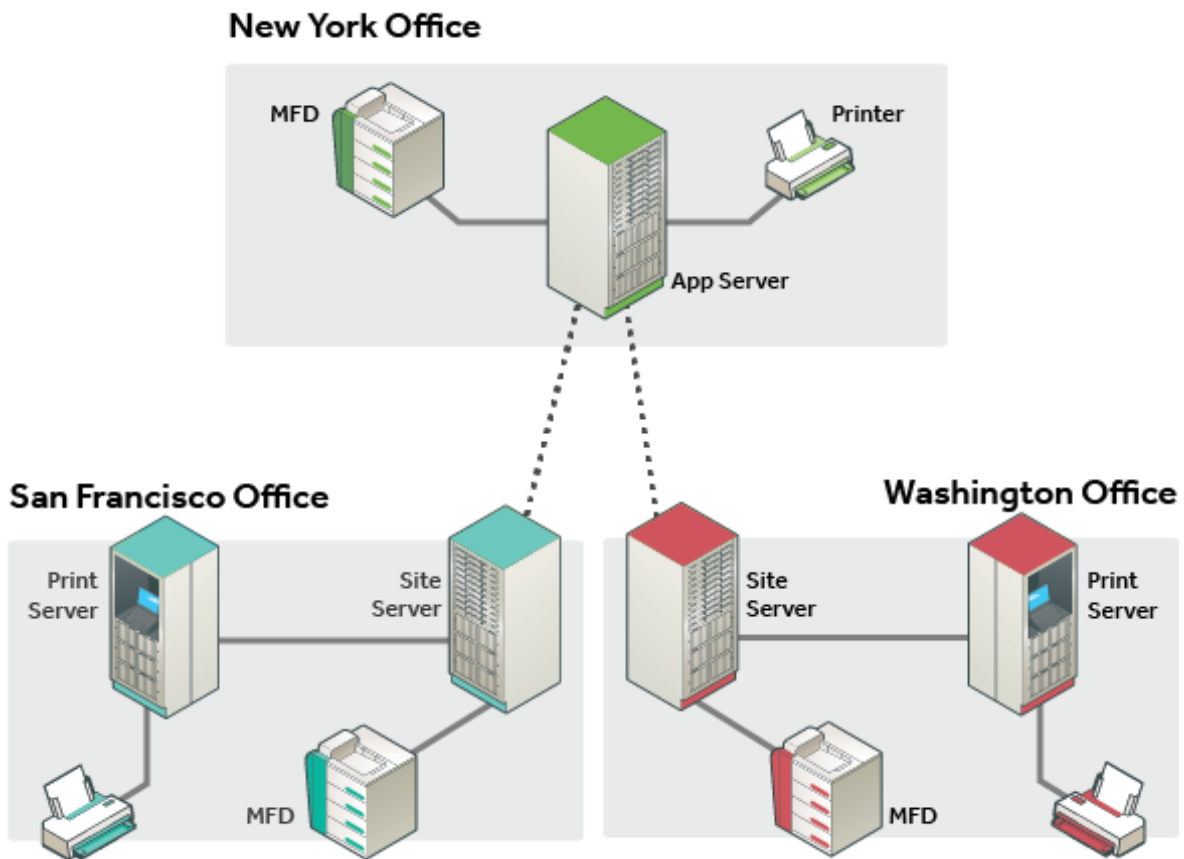 New York Office
MFD
Printer
App Server
San Francisco Office
Washington Office
Print
Server
Site
Server
Site
Server
Print
Server
MFD
MFD